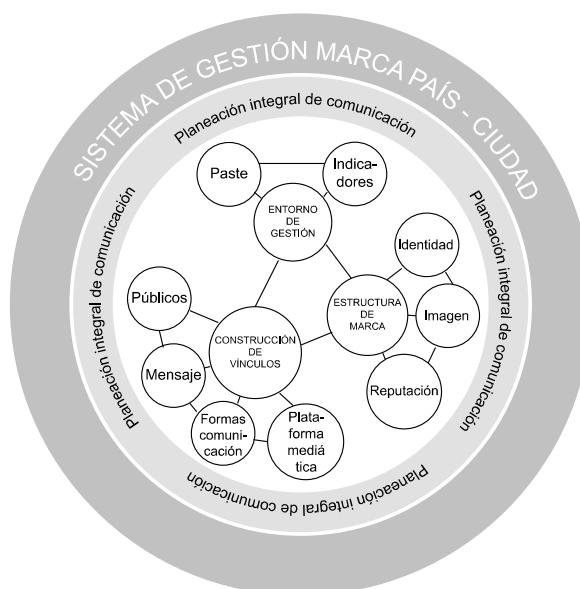 SISTEMA DE GESTIÓN MARCA PAÍS - CIUDAD
Planeación integral de comunicación
Planeación integral de comunicación
Planeación integral de comunicación
Planeación integral de comunicación
Paste
Indica-
dores
ENTORNO
DE
GESTIÓN
Identidad
Imagen
Reputación
ESTRUCTURA
DE
MARCA
Públicos
Mensaje
CONSTRUCCIÓN
DE
VÍNCULOS
Formas
comuni-
cación
Plata-
forma
mediá
tica